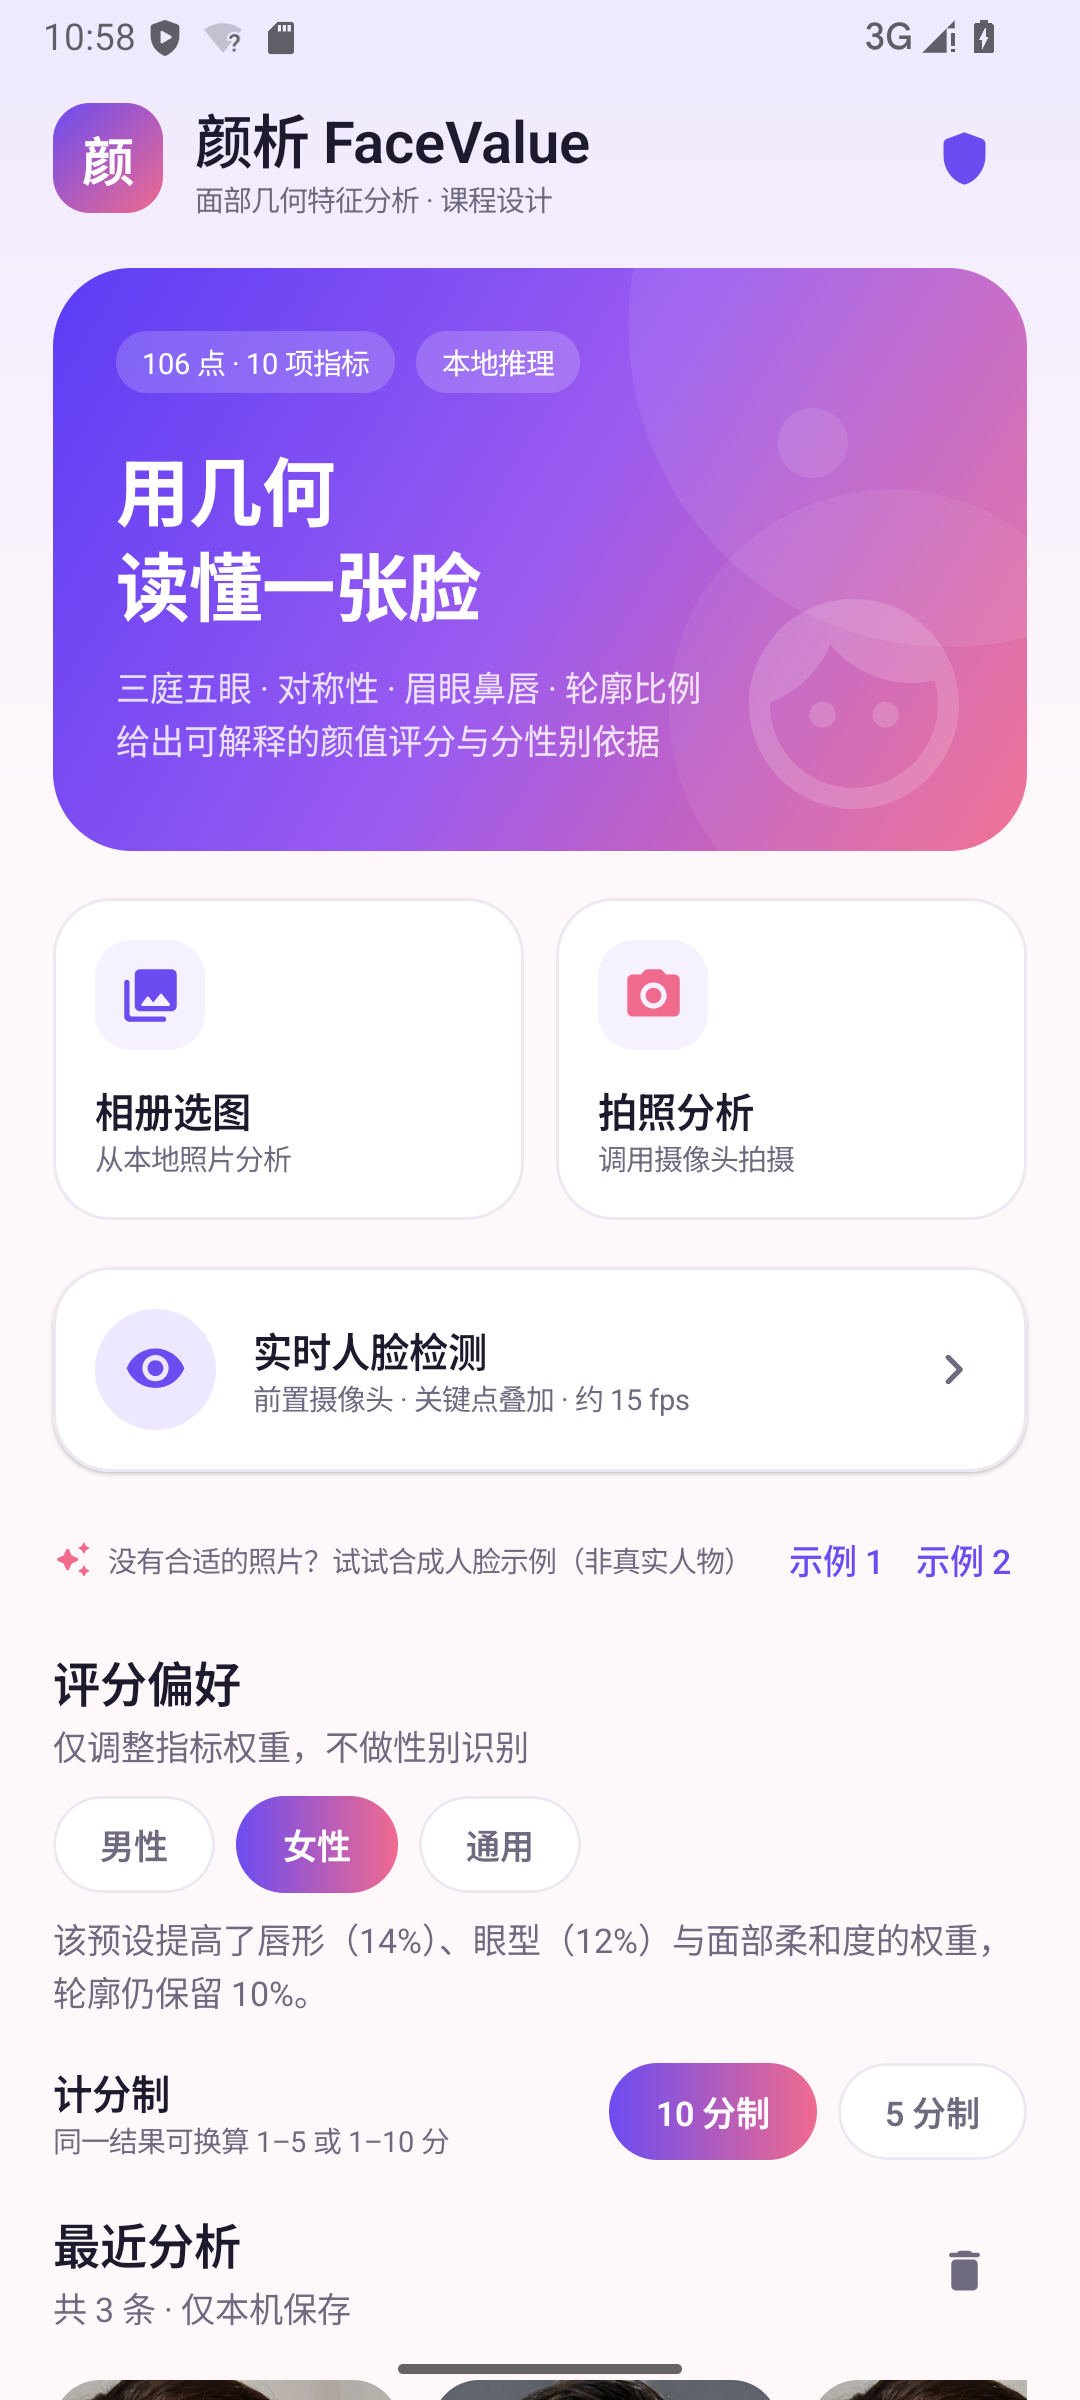 10:58
3G
颜
颜析 FaceValue
面部几何特征分析 · 课程设计
106 点 · 10 项指标
本地推理
用几何
读懂一张脸
三庭五眼 · 对称性 · 眉眼鼻唇 · 轮廓比例
给出可解释的颜值评分与分性别依据
相册选图
从本地照片分析
拍照分析
调用摄像头拍摄
实时人脸检测
前置摄像头 · 关键点叠加 · 约 15 fps
没有合适的照片？试试合成人脸示例（非真实人物）
示例 1
示例 2
评分偏好
仅调整指标权重，不做性别识别
男性
女性
通用
该预设提高了唇形（14%）、眼型（12%）与面部柔和度的权重，
轮廓仍保留 10%。
计分制
同一结果可换算 1–5 或 1–10 分
10 分制
5 分制
最近分析
共 3 条 · 仅本机保存